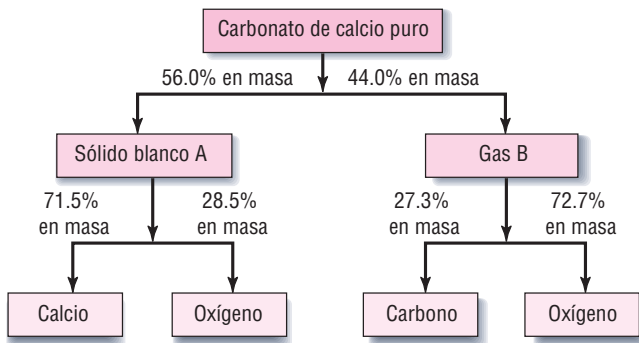 Carbonato de calcio puro
56.0% en masa
44.0% en masa
Sólido blanco A
Gas B
71.5%
en masa
28.5%
en masa
27.3%
en masa
72.7%
en masa
Calcio
Oxígeno
Carbono
Oxígeno